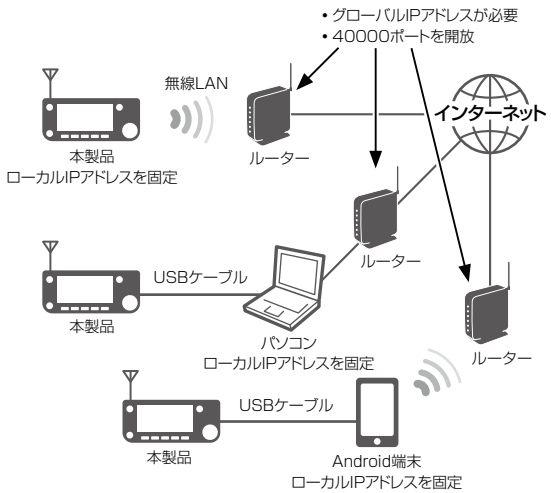 • グローバルIPアドレスが必要
• 40000ポートを開放
無線LAN
インターネット
本製品
ローカルIPアドレスを固定
ルーター
ルーター
USBケーブル
本製品
パソコン
ローカルIPアドレスを固定
ルーター
USBケーブル
本製品
Android端末
ローカルIPアドレスを固定